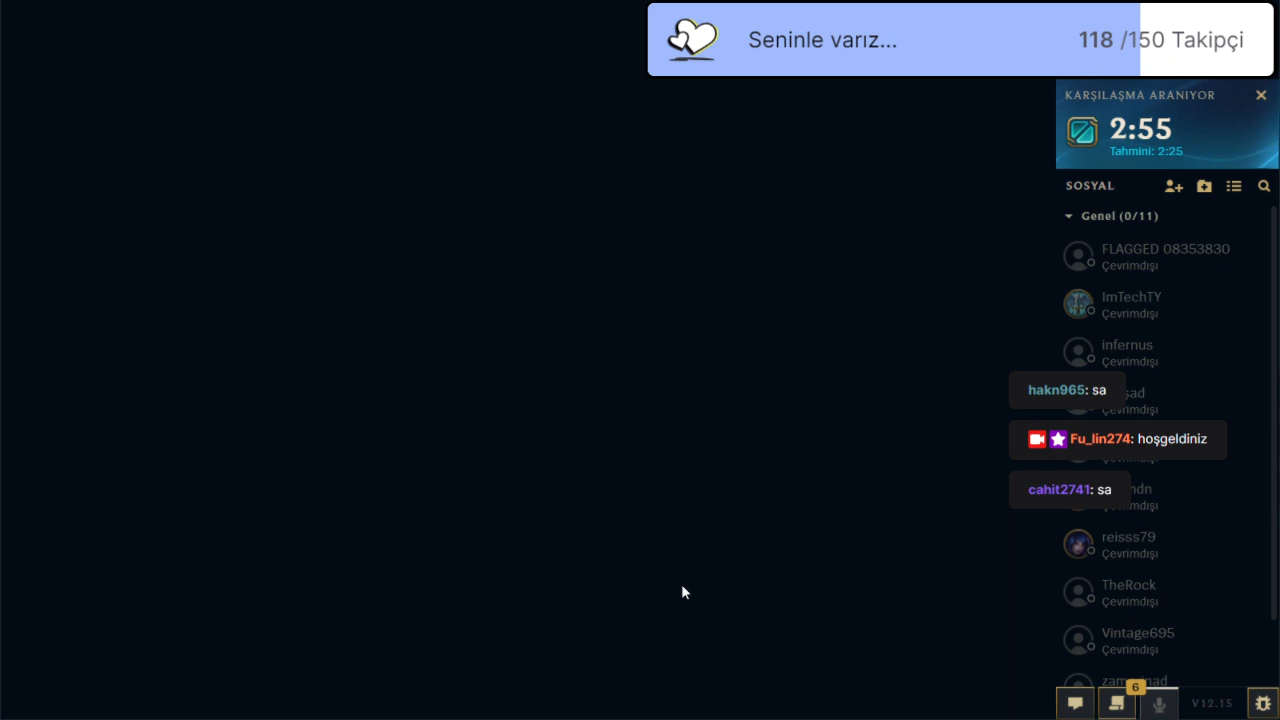 Seninle varız...
118 /150 Takipçi
KARŞILAŞMA ARANIYOR
2:55
Tahmini: 2:25
SOSYAL
Genel (0/11)
FLAGGED 08353830
Çevrimdışı
ImTechTY
Çevrimdışı
infernus
Çevrimdışı
hakn965: sa
Çevrimdışı
Fu_lin274: hoşgeldiniz
cahit2741: sa
reisss79
Çevrimdışı
TheRock
Çevrimdışı
Vintage695
Çevrimdışı
6
V12.15